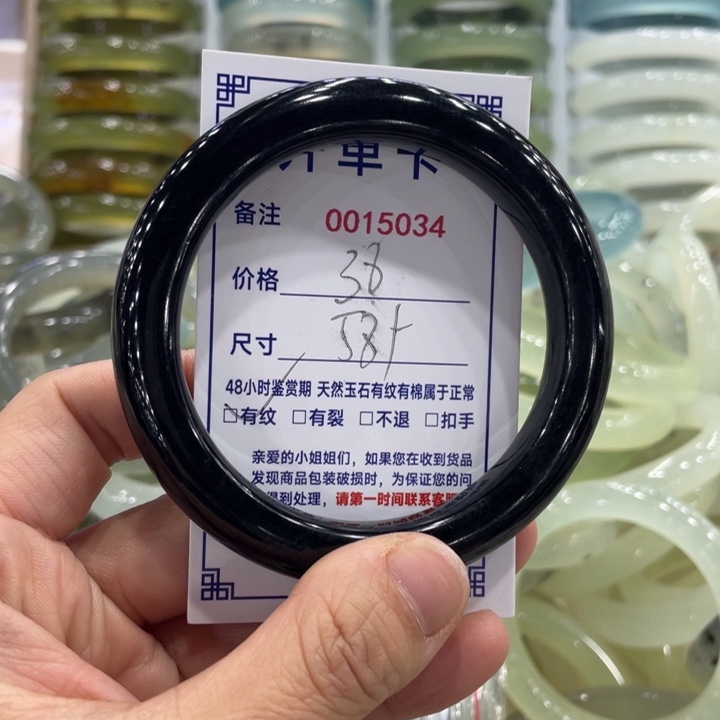 开单卡
备注 0015034
价格 38
尺寸 58+
48小时鉴赏期 天然玉石有纹有棉属于正常
☑有纹 □有裂 □不退 □扣手
亲爱的小姐姐们，如果您在收到货品
发现商品包装破损时，为保证您的问
得到处理，请第一时间联系客服